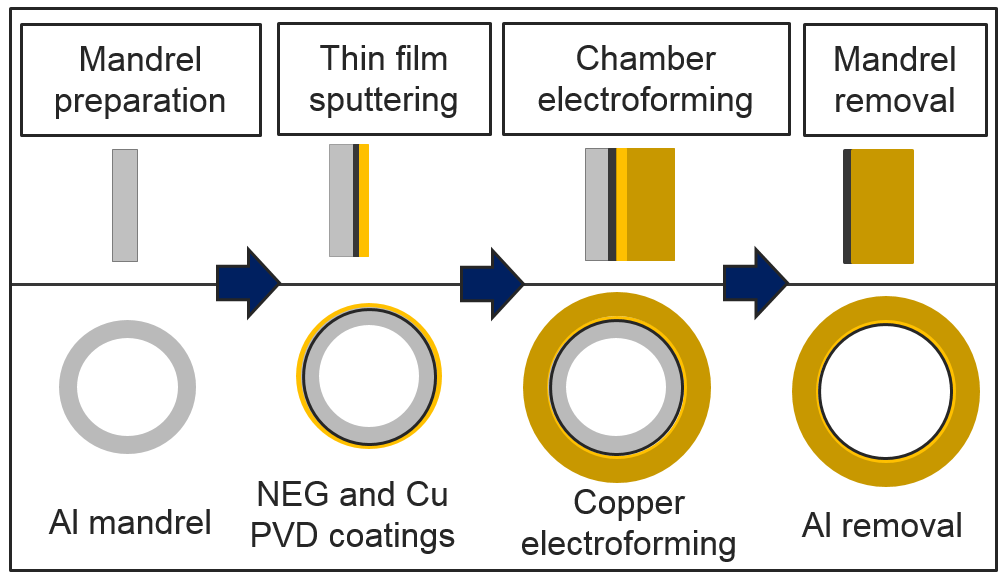 Mandrel
preparation
Thin film
sputtering
Chamber
electroforming
Mandrel
removal
Al mandrel
NEG and Cu
PVD coatings
Copper
electroforming
Al removal